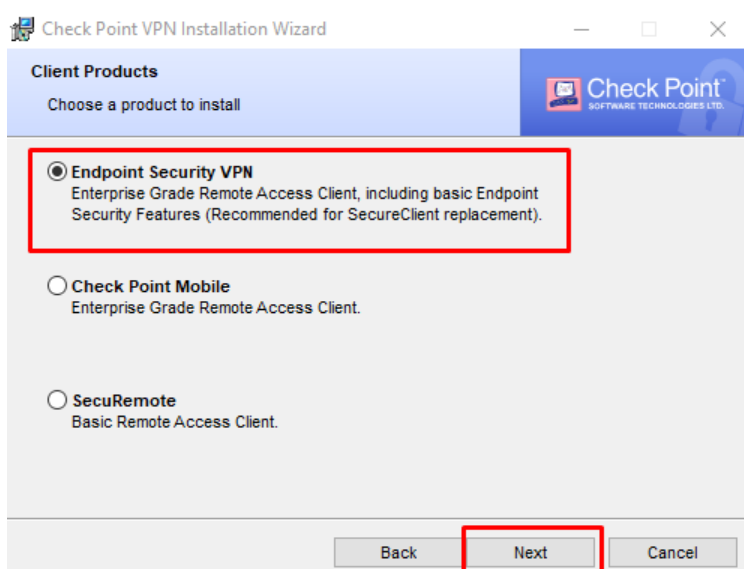 Check Point VPN Installation Wizard
Client Products
Choose a product to install
Check Point™
SOFTWARE TECHNOLOGIES LTD.
Endpoint Security VPN
Enterprise Grade Remote Access Client, including basic Endpoint
Security Features (Recommended for SecureClient replacement).
Check Point Mobile
Enterprise Grade Remote Access Client.
SecuRemote
Basic Remote Access Client.
Back
Next
Cancel